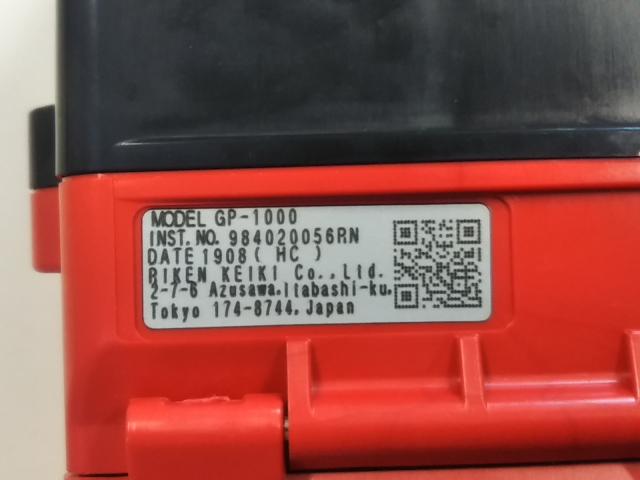 MODEL GP-1000
INST. NO. 984020056RN
DATE 1908 ( HC )
RIKEN KEIKI Co., Ltd.
2-7-6 Azusawa.Itabashi-ku.
Tokyo 174-8744. Japan